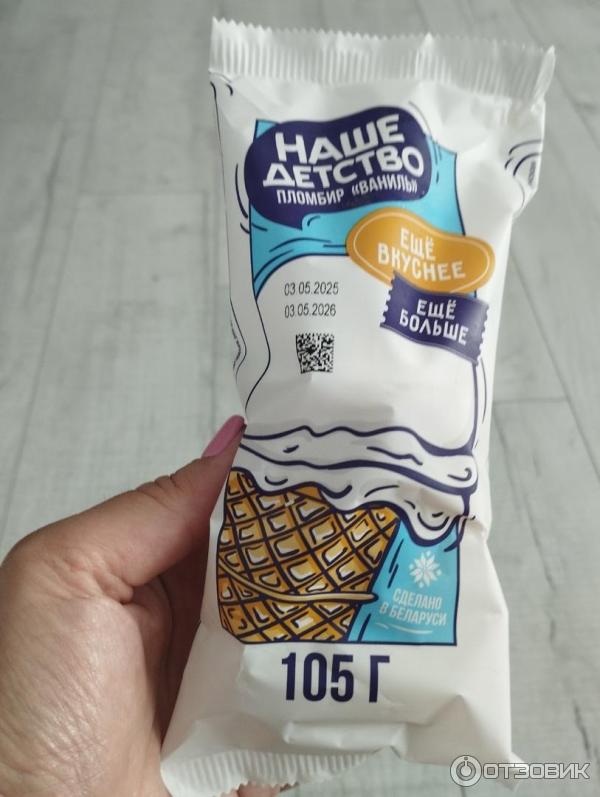 НАШЕ
ДЕТСТВО
ПЛОМБИР «ВАНИЛЬ»
ЕЩЁ
ВКУСНЕЕ
ЕЩЁ
БОЛЬШЕ
03.05.2025
03.05.2026
СДЕЛАНО
В БЕЛАРУСИ
105 Г
ОТЗОВИК